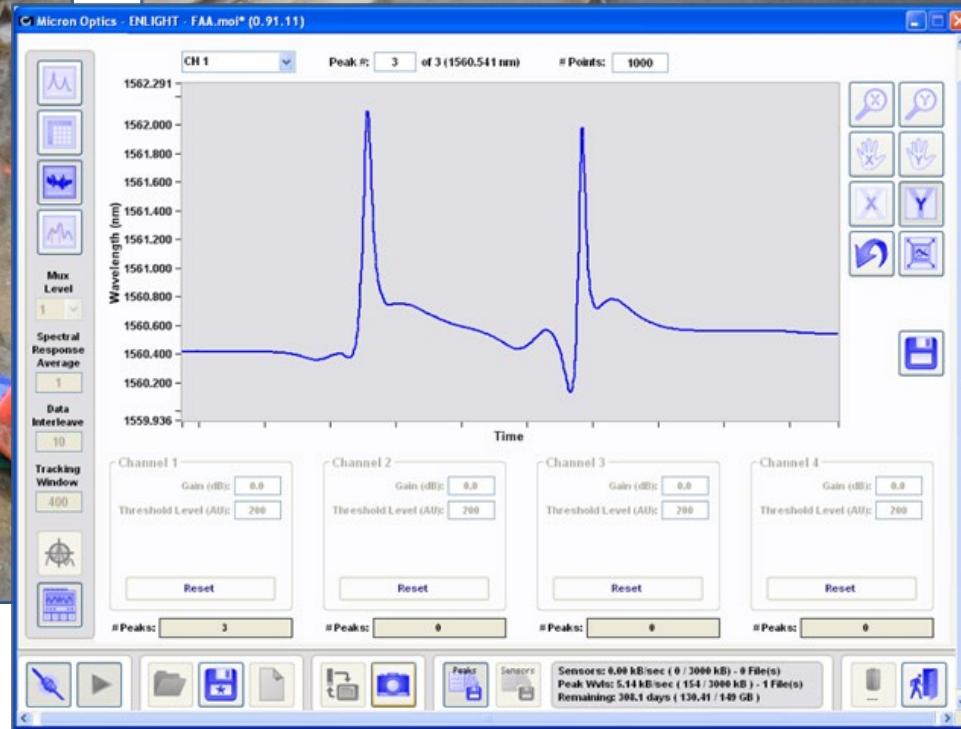 Micron Optics - ENLIGHT - FAA.moi* (0.91.11)
CH 1
Peak #: 3 of 3 (1560.541 nm)
# Points: 1000
1562.291
1562.000
1561.800
1561.600
1561.400
1561.200
1561.000
1560.800
1560.600
1560.400
1560.200
1559.936
Wavelength (nm)
Time
X
Y
X
Y
X
Y
Mux
Level
1
Spectral
Response
Average
1
Data
Interleave
10
Tracking
Window
400
Channel 1
Gain (dB): 0.0
Threshold Level (AU): 200
Reset
# Peaks: 3
Channel 2
Gain (dB): 0.0
Threshold Level (AU): 200
Reset
# Peaks: 0
Channel 3
Gain (dB): 0.0
Threshold Level (AU): 200
Reset
# Peaks: 0
Channel 4
Gain (dB): 0.0
Threshold Level (AU): 200
Reset
# Peaks: 0
Peaks
Sensors
Sensors: 0.00 kB/sec ( 0 / 3000 kB) - 0 File(s)
Peak Wvls: 5.14 kB/sec ( 154 / 3000 kB ) - 1 File(s)
Remaining: 308.1 days ( 130.41 / 149 GB )
...